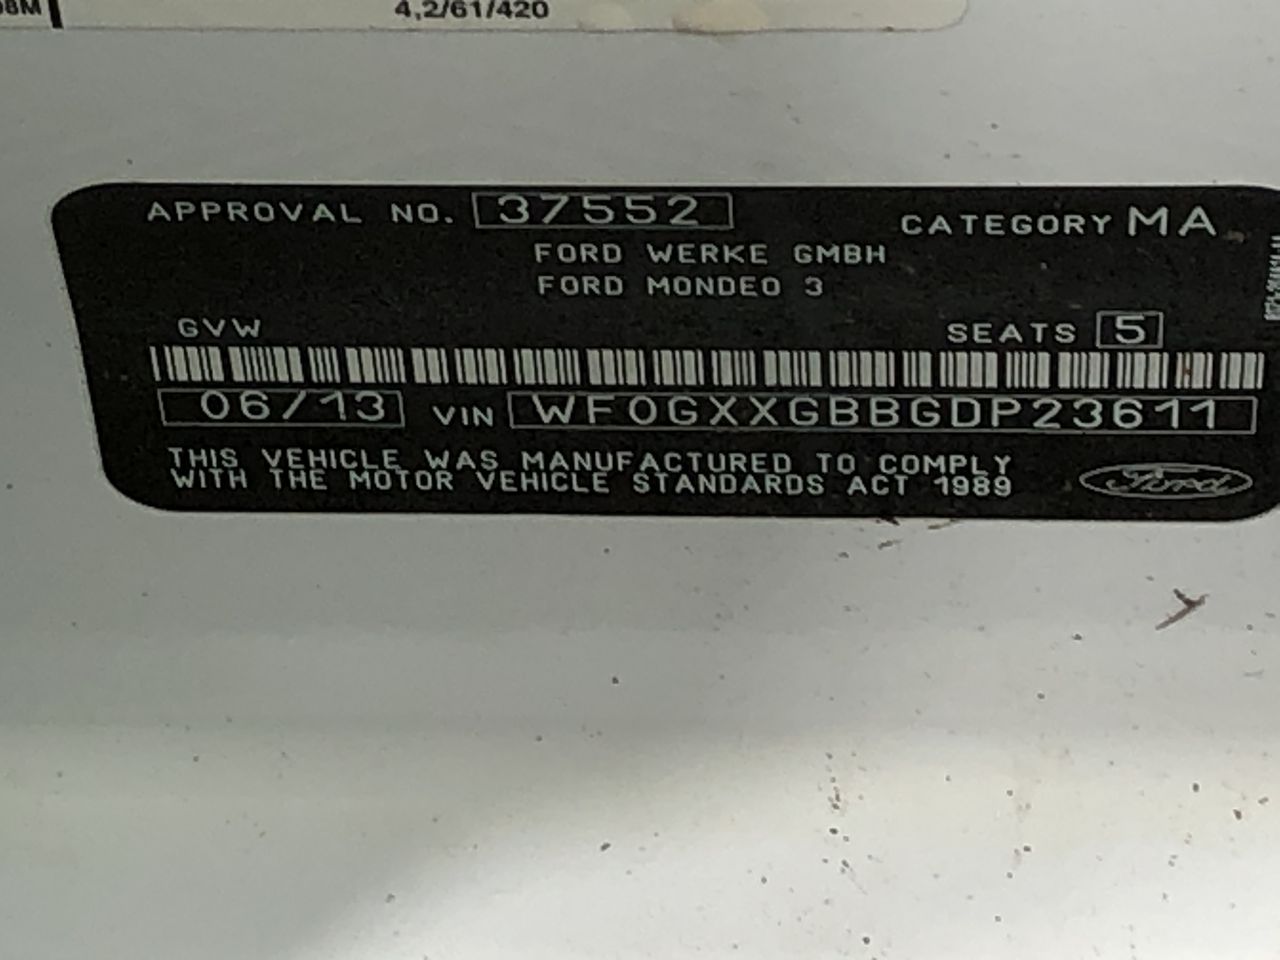 08M 4,2/61/420
APPROVAL NO. 37552 CATEGORY MA
FORD WERKE GMBH
FORD MONDEO 3
GVW SEATS 5
06/13 VIN WF0GXXGBBGDP23611
THIS VEHICLE WAS MANUFACTURED TO COMPLY
WITH THE MOTOR VEHICLE STANDARDS ACT 1989
Ford